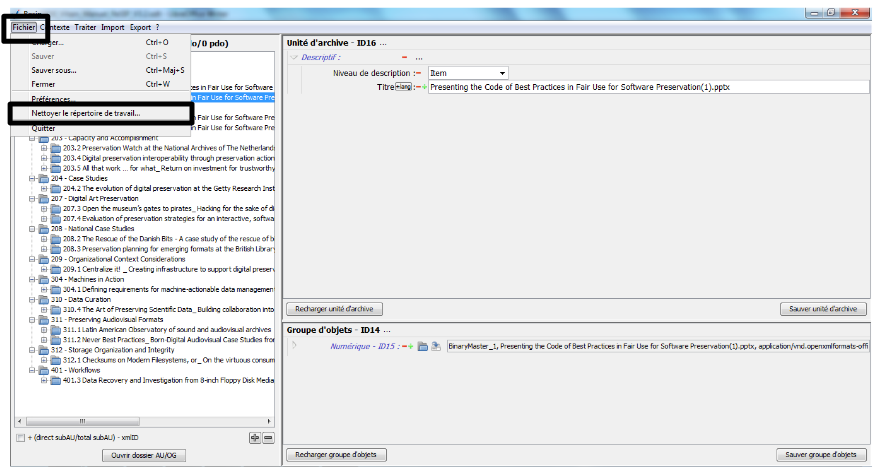 Fichier Contexte Traiter Import Export ?
Ctrl+O
Sauver Ctrl+S
Sauver sous... Ctrl+Maj+S
Fermer Ctrl+W
Préférences...
Nettoyer le répertoire de travail...
Quitter
o/0 pdo)
in Fair Use for Software
in Fair Use for Software Pre
in Fair Use for Software Pre
in Fair Use for Software Pre
203 - Capacity and Accomplishment
203.2 Preservation Watch at the National Archives of The Netherland
203.4 Digital preservation interoperability through preservation action
203.5 All that work ... for what_ Return on investment for trustworthy
204 - Case Studies
204.2 The evolution of digital preservation at the Getty Research Inst
207 - Digital Art Preservation
207.3 Open the museum's gates to pirates_ Hacking for the sake of di
207.4 Evaluation of preservation strategies for an interactive, softwa
208 - National Case Studies
208.2 The Rescue of the Danish Bits - A case study of the rescue of b
208.3 Preservation planning for emerging formats at the British Library
209 - Organizational Context Considerations
209.1 Centralize it! _ Creating infrastructure to support digital preserv
304 - Machines in Action
304.1 Defining requirements for machine-actionable data managemen
310 - Data Curation
310.4 The Art of Preserving Scientific Data_ Building collaboration into
311 - Preserving Audiovisual Formats
311.1 Latin American Observatory of sound and audiovisual archives
311.2 Never Best Practices_ Born-Digital Audiovisual Case Studies from
312 - Storage Organization and Integrity
312.1 Checksums on Modern Filesystems, or_ On the virtuous consum
401 - Workflows
401.3 Data Recovery and Investigation from 8-inch Floppy Disk Media
+ (direct subAU/total subAU) - xmlID
Ouvrir dossier AU/OG
Unité d'archive - ID16 ...
Descriptif : − ...
Niveau de description :− Item
Titre +lang :−+ Presenting the Code of Best Practices in Fair Use for Software Preservation(1).pptx
Recharger unité d'archive Sauver unité d'archive
Groupe d'objets - ID14 ...
Numérique - ID15 :−+ BinaryMaster_1, Presenting the Code of Best Practices in Fair Use for Software Preservation(1).pptx, application/vnd.openxmlformats-offi
Recharger groupe d'objets Sauver groupe d'objets